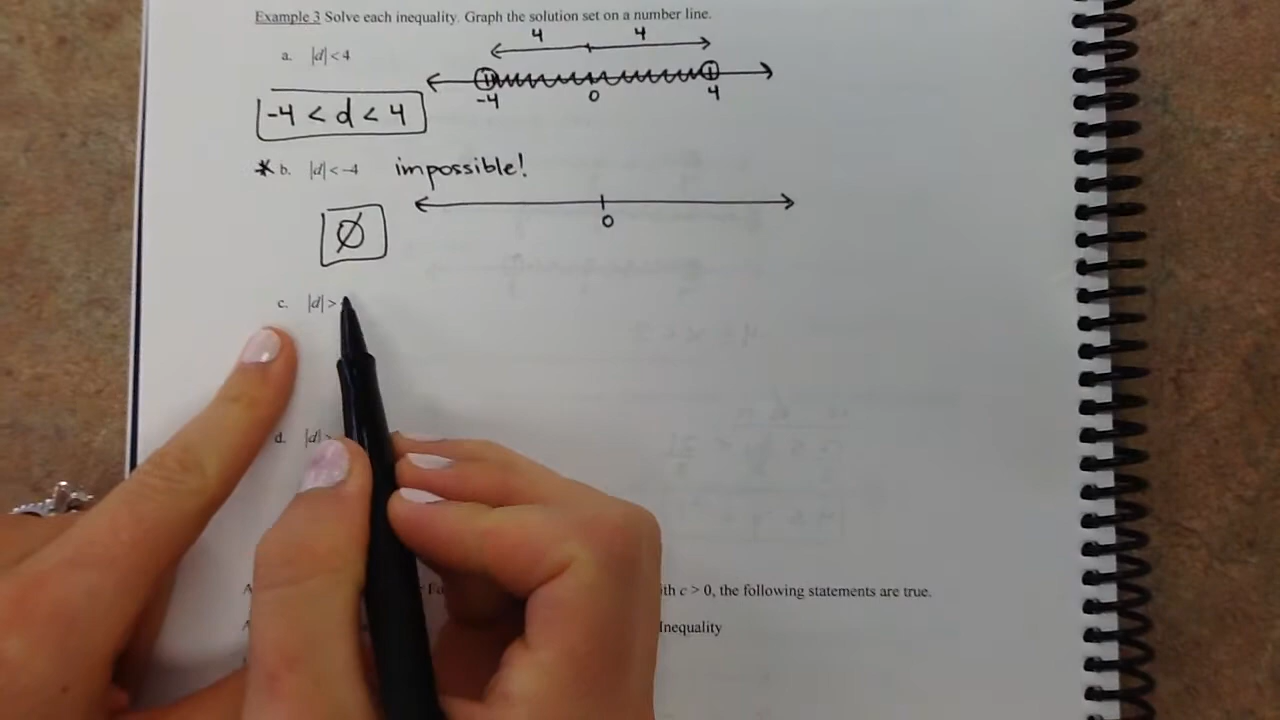 Example 3 Solve each inequality. Graph the solution set on a number line.
4 4
a. |d| < 4
-4 0 4
-4 < d < 4
* b. |d| < -4 impossible!
0
∅
c. |d| >
d. |d|
ith c > 0, the following statements are true.
Inequality